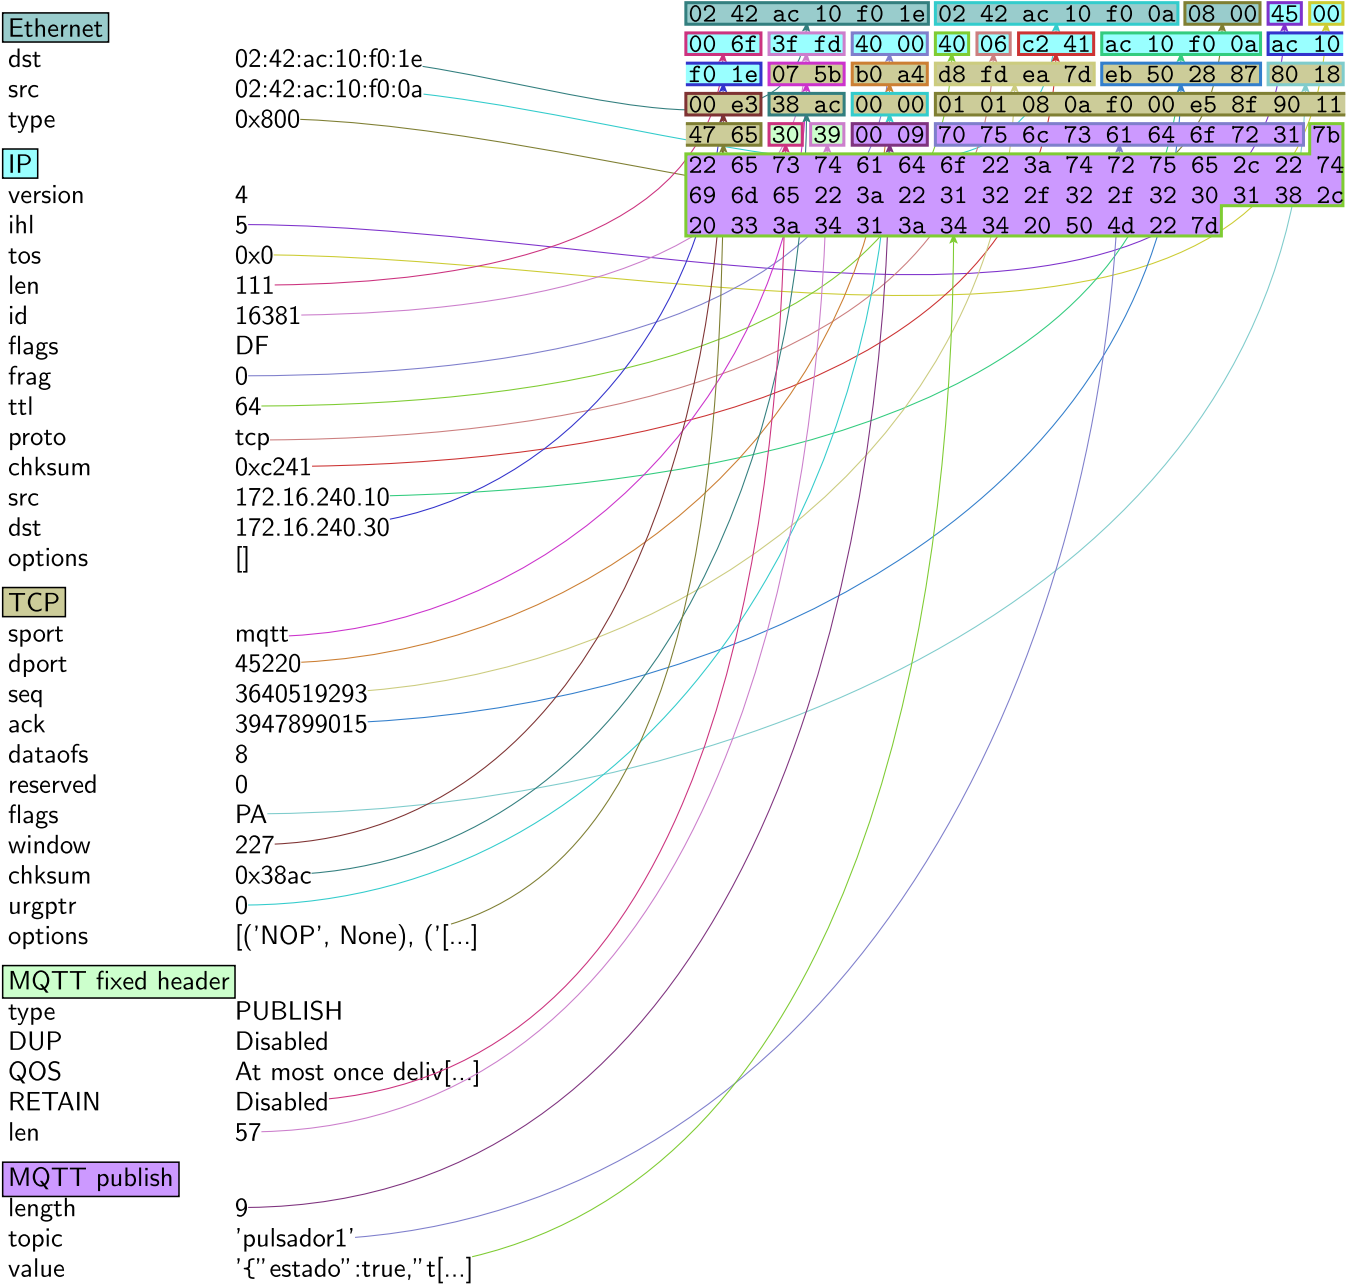 Ethernet
dst 02:42:ac:10:f0:1e
src 02:42:ac:10:f0:0a
type 0x800
IP
version 4
ihl 5
tos 0x0
len 111
id 16381
flags DF
frag 0
ttl 64
proto tcp
chksum 0xc241
src 172.16.240.10
dst 172.16.240.30
options []
TCP
sport mqtt
dport 45220
seq 3640519293
ack 3947899015
dataofs 8
reserved 0
flags PA
window 227
chksum 0x38ac
urgptr 0
options [('NOP', None), ('[...]
MQTT fixed header
type PUBLISH
DUP Disabled
QOS At most once deliv[...]
RETAIN Disabled
len 57
MQTT publish
length 9
topic 'pulsador1'
value '{"estado":true,"t[...]
02 42 ac 10 f0 1e 02 42 ac 10 f0 0a 08 00 45 00
00 6f 3f fd 40 00 40 06 c2 41 ac 10 f0 0a ac 10
f0 1e 07 5b b0 a4 d8 fd ea 7d eb 50 28 87 80 18
00 e3 38 ac 00 00 01 01 08 0a f0 00 e5 8f 90 11
47 65 30 39 00 09 70 75 6c 73 61 64 6f 72 31 7b
22 65 73 74 61 64 6f 22 3a 74 72 75 65 2c 22 74
69 6d 65 22 3a 22 31 32 2f 32 2f 32 30 31 38 2c
20 33 3a 34 31 3a 34 34 20 50 4d 22 7d